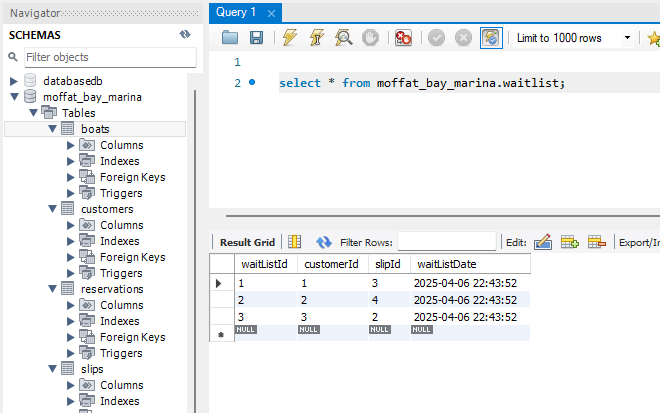 Navigator
SCHEMAS
Filter objects
databasedb
moffat_bay_marina
Tables
boats
Columns
Indexes
Foreign Keys
Triggers
customers
Columns
Indexes
Foreign Keys
Triggers
reservations
Columns
Indexes
Foreign Keys
Triggers
slips
Columns
Indexes
Query 1
Limit to 1000 rows
1
2 select * from moffat_bay_marina.waitlist;
Result Grid Filter Rows: Edit: Export/In
waitListId customerId slipId waitListDate
1 1 3 2025-04-06 22:43:52
2 2 4 2025-04-06 22:43:52
3 3 2 2025-04-06 22:43:52
NULL NULL NULL NULL